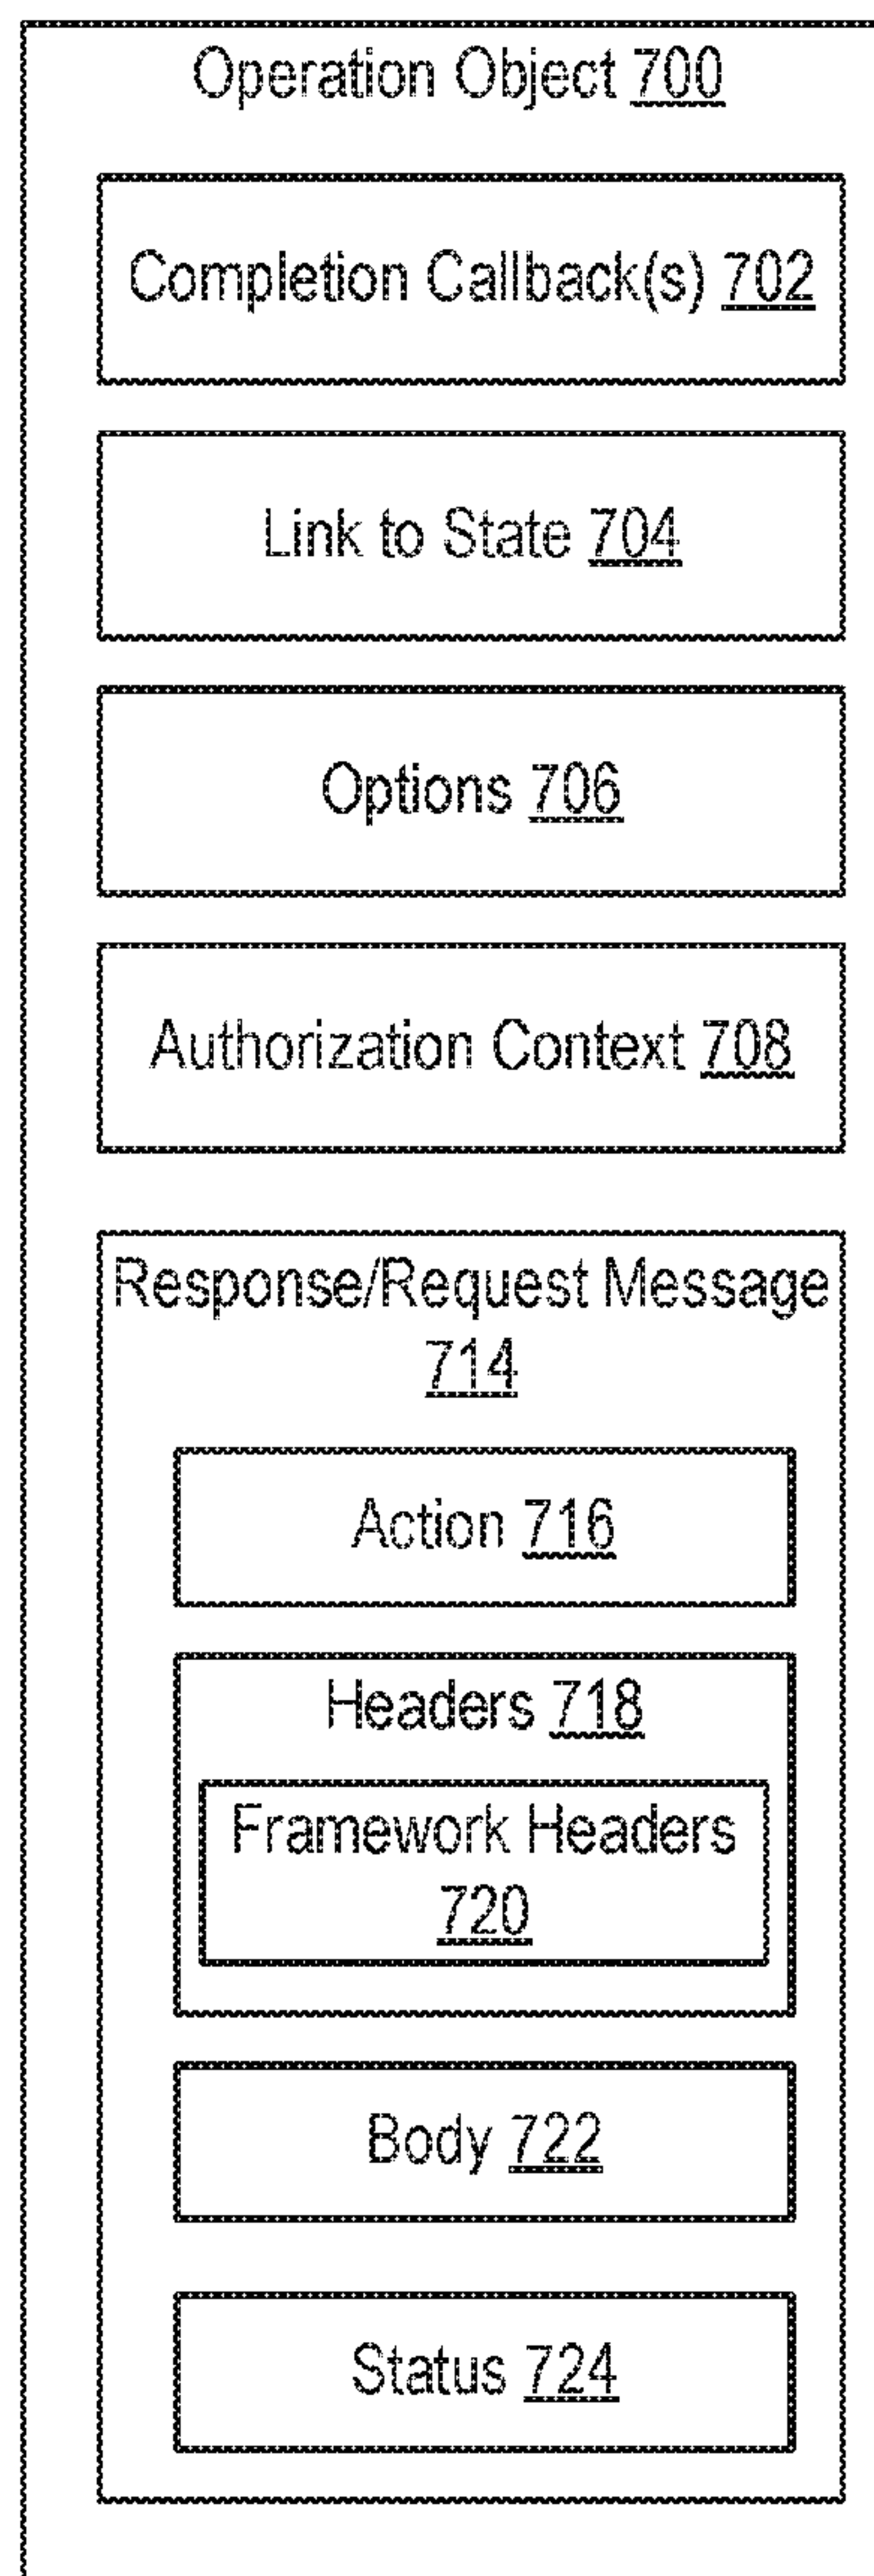 Operation Object 700
Completion Callback(s) 702
Link to State 704
Options 706
Authorization Context 708
Response/Request Message
714
Action 716
Headers 718
Framework Headers
720
Body 722
Status 724